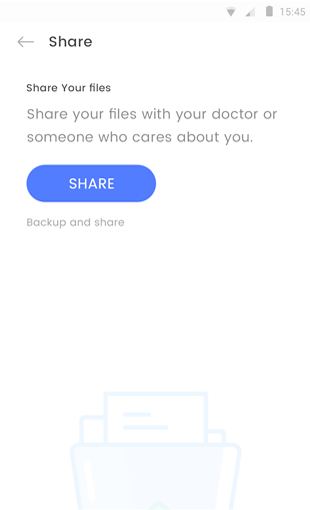 15:45
Share
Share Your files
Share your files with your doctor or
someone who cares about you.
SHARE
Backup and share